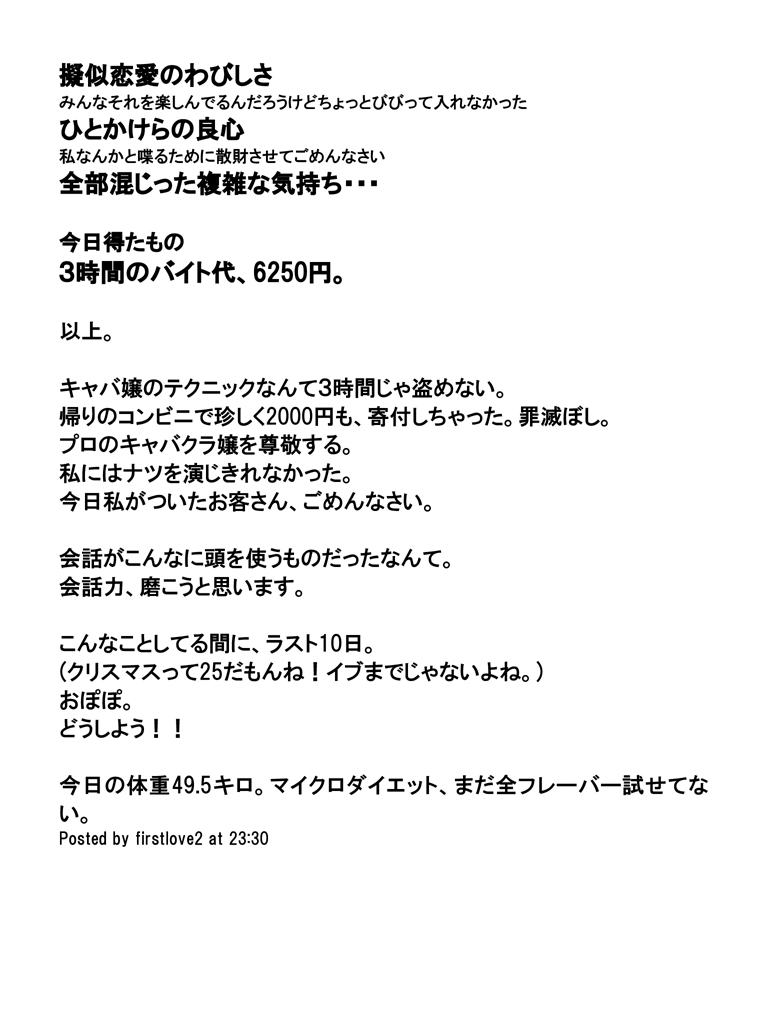 擬似恋愛のわびしさ
みんなそれを楽しんでるんだろうけどちょっとびびって入れなかった
ひとかけらの良心
私なんかと喋るために散財させてごめんなさい
全部混じった複雑な気持ち・・・
今日得たもの
３時間のバイト代、6250円。
以上。
キャバ嬢のテクニックなんて３時間じゃ盗めない。
帰りのコンビニで珍しく2000円も、寄付しちゃった。罪滅ぼし。
プロのキャバクラ嬢を尊敬する。
私にはナツを演じきれなかった。
今日私がついたお客さん、ごめんなさい。
会話がこんなに頭を使うものだったなんて。
会話力、磨こうと思います。
こんなことしてる間に、ラスト10日。
(クリスマスって25だもんね！イブまでじゃないよね。)
おぽぽ。
どうしよう！！
今日の体重49.5キロ。マイクロダイエット、まだ全フレーバー試せてな
い。
Posted by firstlove2 at 23:30